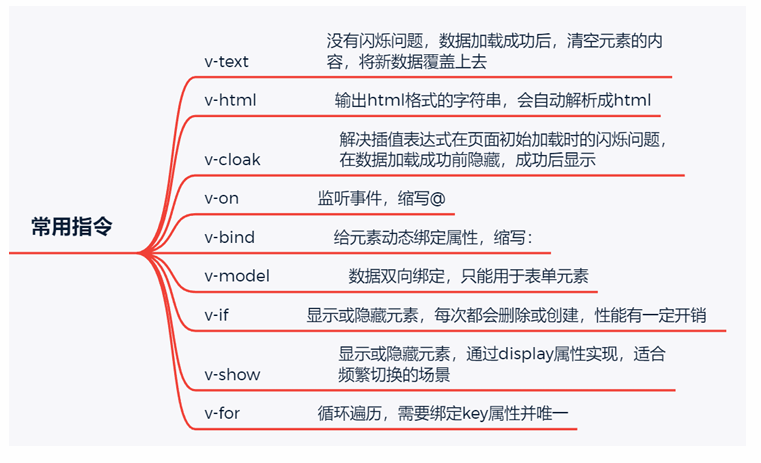 常用指令
v-text
没有闪烁问题，数据加载成功后，清空元素的内
容，将新数据覆盖上去
v-html
输出html格式的字符串，会自动解析成html
v-cloak
解决插值表达式在页面初始加载时的闪烁问题，
在数据加载成功前隐藏，成功后显示
v-on
监听事件，缩写@
v-bind
给元素动态绑定属性，缩写：
v-model
数据双向绑定，只能用于表单元素
v-if
显示或隐藏元素，每次都会删除或创建，性能有一定开销
v-show
显示或隐藏元素，通过display属性实现，适合
频繁切换的场景
v-for
循环遍历，需要绑定key属性并唯一